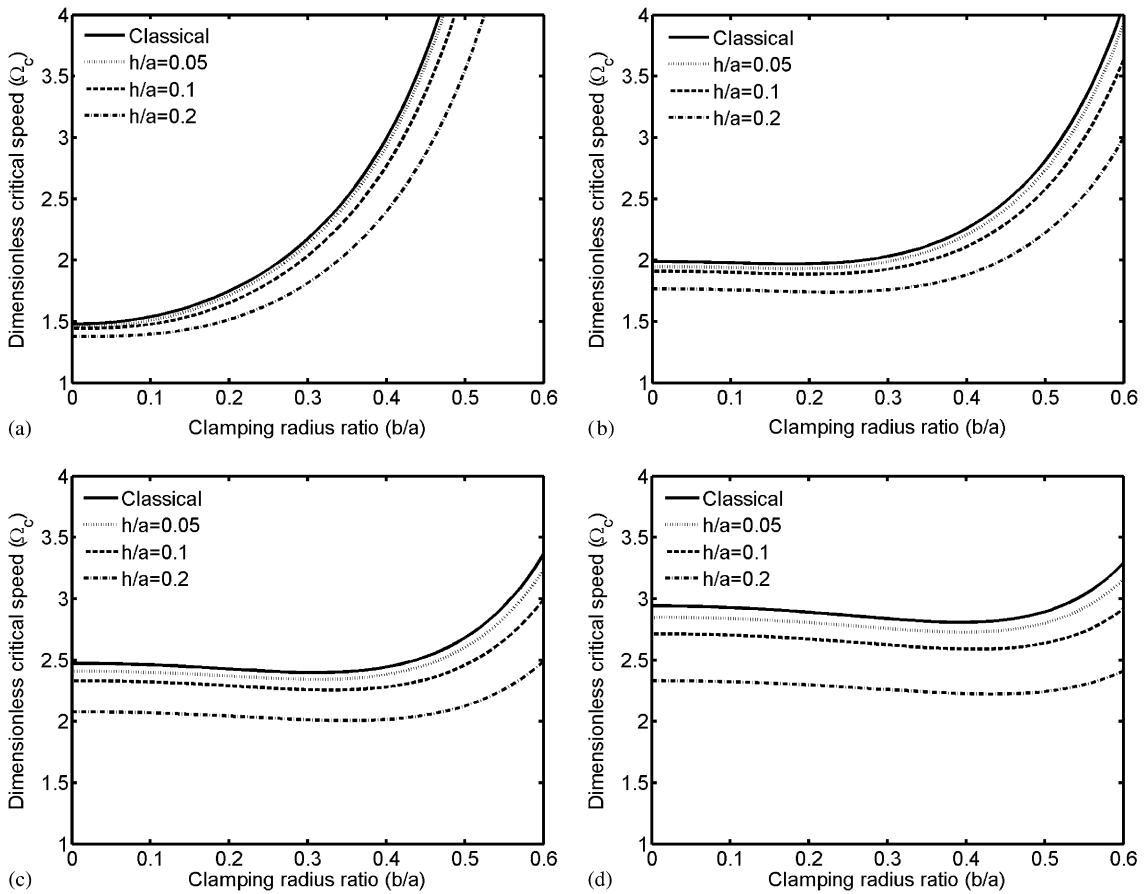 Dimensionless critical speed (Ωc)
4
3.5
3
2.5
2
1.5
1
Classical
h/a=0.05
h/a=0.1
h/a=0.2
0 0.1 0.2 0.3 0.4 0.5 0.6
(a) Clamping radius ratio (b/a)
Dimensionless critical speed (Ωc)
4
3.5
3
2.5
2
1.5
1
Classical
h/a=0.05
h/a=0.1
h/a=0.2
0 0.1 0.2 0.3 0.4 0.5 0.6
(b) Clamping radius ratio (b/a)
Dimensionless critical speed (Ωc)
4
3.5
3
2.5
2
1.5
1
Classical
h/a=0.05
h/a=0.1
h/a=0.2
0 0.1 0.2 0.3 0.4 0.5 0.6
(c) Clamping radius ratio (b/a)
Dimensionless critical speed (Ωc)
4
3.5
3
2.5
2
1.5
1
Classical
h/a=0.05
h/a=0.1
h/a=0.2
0 0.1 0.2 0.3 0.4 0.5 0.6
(d) Clamping radius ratio (b/a)